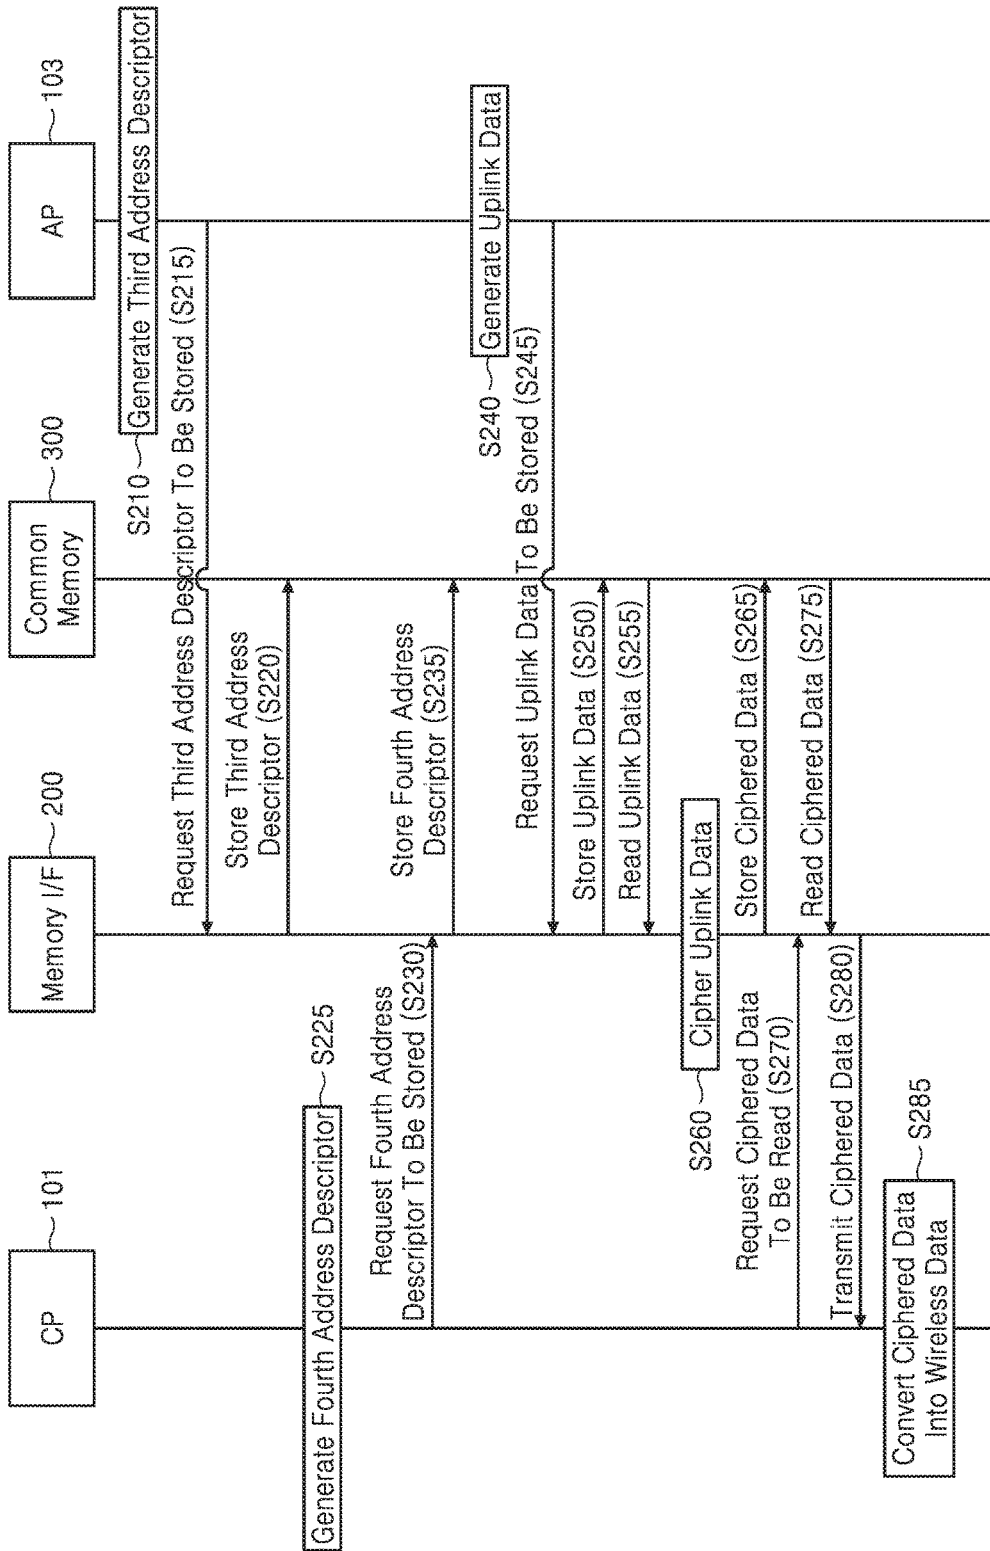 CP
101
Memory I/F
200
Common
Memory
300
AP
103
S210
Generate Third Address Descriptor
Request Third Address Descriptor To Be Stored (S215)
Store Third Address
Descriptor (S220)
Generate Fourth Address Descriptor
S225
Request Fourth Address
Descriptor To Be Stored (S230)
Store Fourth Address
Descriptor (S235)
S240
Generate Uplink Data
Request Uplink Data To Be Stored (S245)
Store Uplink Data (S250)
Read Uplink Data (S255)
S260
Cipher Uplink Data
Store Ciphered Data (S265)
Request Ciphered Data
To Be Read (S270)
Read Ciphered Data (S275)
Transmit Ciphered Data (S280)
Convert Ciphered Data
Into Wireless Data
S285